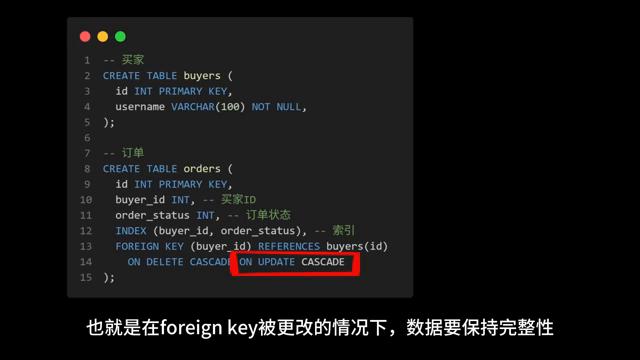 1 -- 买家
2 CREATE TABLE buyers (
3 id INT PRIMARY KEY,
4 username VARCHAR(100) NOT NULL,
5 );
6
7 -- 订单
8 CREATE TABLE orders (
9 id INT PRIMARY KEY,
10 buyer_id INT, -- 买家ID
11 order_status INT, -- 订单状态
12 INDEX (buyer_id, order_status), -- 索引
13 FOREIGN KEY (buyer_id) REFERENCES buyers(id)
14 ON DELETE CASCADE ON UPDATE CASCADE
15 );
也就是在foreign key被更改的情况下，数据要保持完整性